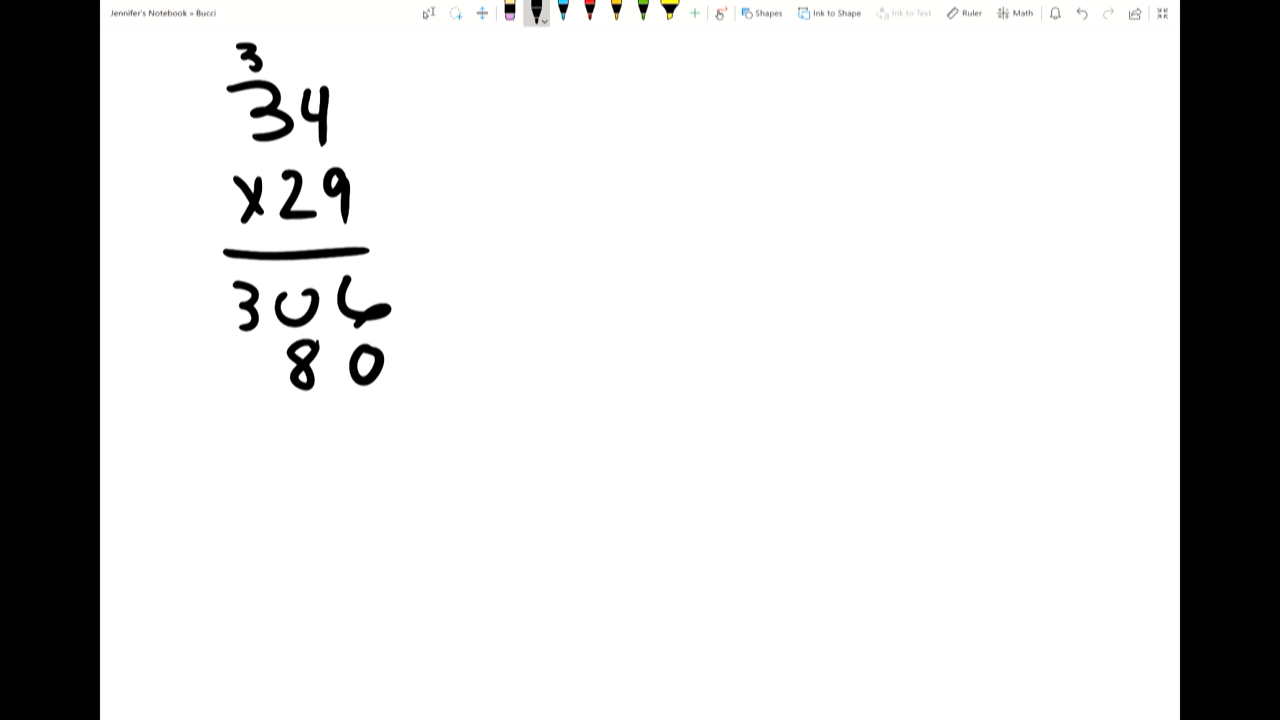 Jennifer's Notebook » Bucci
Shapes Ink to Shape Ink to Text Ruler Math
3
34
x29
306
80